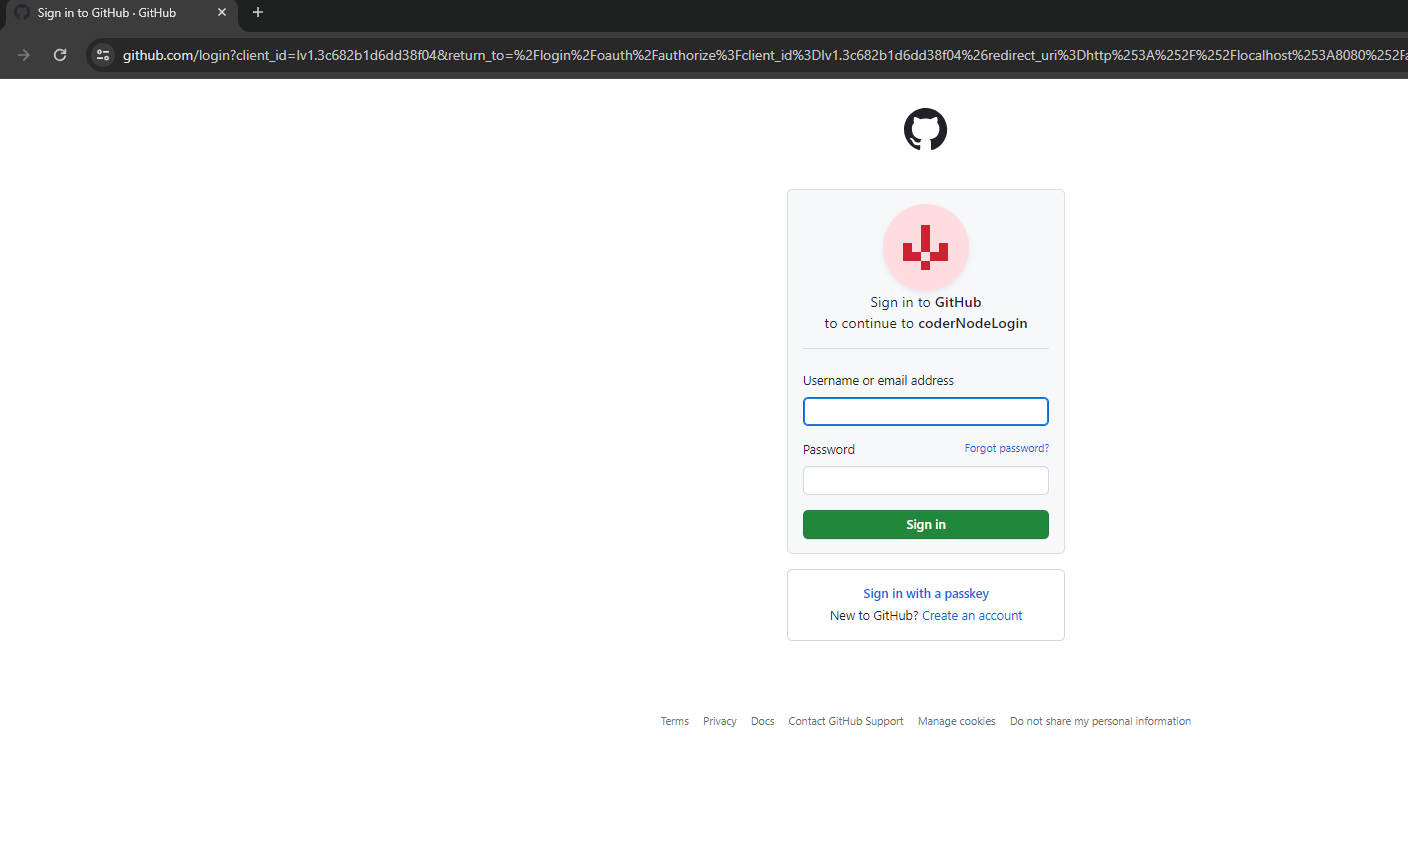 Sign in to GitHub · GitHub
github.com/login?client_id=lv1.3c682b1d6dd38f04&return_to=%2Flogin%2Foauth%2Fauthorize%3Fclient_id%3Dlv1.3c682b1d6dd38f04%26redirect_uri%3Dhttp%253A%252F%252Flocalhost%253A8080%252Fa
Sign in to GitHub
to continue to coderNodeLogin
Username or email address
Password Forgot password?
Sign in
Sign in with a passkey
New to GitHub? Create an account
Terms Privacy Docs Contact GitHub Support Manage cookies Do not share my personal information